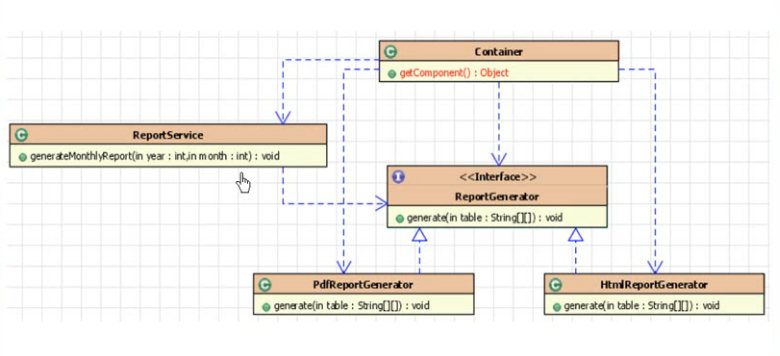 C
Container
getComponent() : Object
C
ReportService
generateMonthlyReport(in year : int,in month : int) : void
I
<<Interface>>
ReportGenerator
generate(in table : String[][]) : void
C
PdfReportGenerator
generate(in table : String[][]) : void
C
HtmlReportGenerator
generate(in table : String[][]) : void